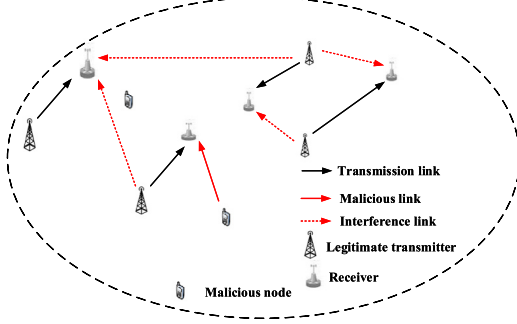 Transmission link
Malicious link
Interference link
Legitimate transmitter
Receiver
Malicious node